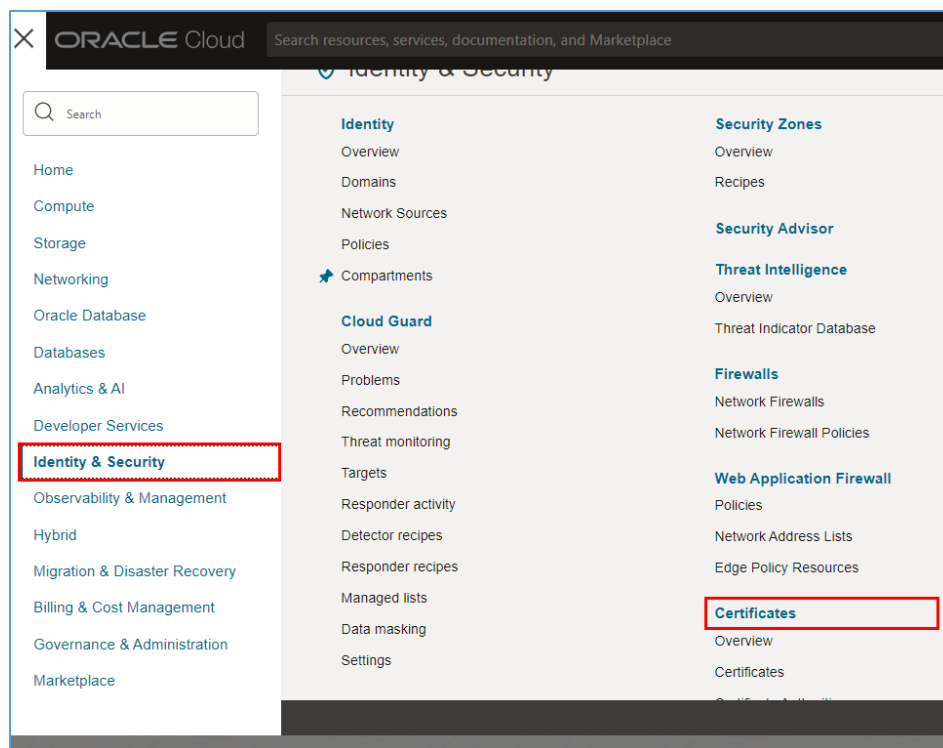 ORACLE Cloud
Search resources, services, documentation, and Marketplace
Search
Home
Compute
Storage
Networking
Oracle Database
Databases
Analytics & AI
Developer Services
Identity & Security
Observability & Management
Hybrid
Migration & Disaster Recovery
Billing & Cost Management
Governance & Administration
Marketplace
Identity & Security
Identity
Overview
Domains
Network Sources
Policies
Compartments
Cloud Guard
Overview
Problems
Recommendations
Threat monitoring
Targets
Responder activity
Detector recipes
Responder recipes
Managed lists
Data masking
Settings
Security Zones
Overview
Recipes
Security Advisor
Threat Intelligence
Overview
Threat Indicator Database
Firewalls
Network Firewalls
Network Firewall Policies
Web Application Firewall
Policies
Network Address Lists
Edge Policy Resources
Certificates
Overview
Certificates